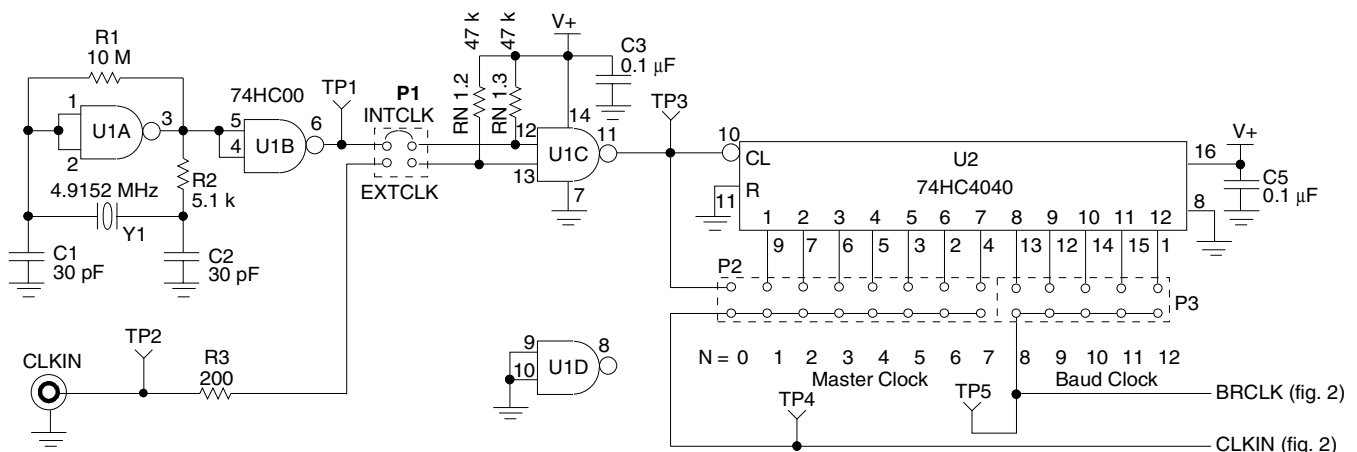 R1
10 M
1
2
3
U1A
74HC00
5
4
6
U1B
TP1
P1
INTCLK
EXTCLK
R2
5.1 k
4.9152 MHz
Y1
C1
30 pF
C2
30 pF
47 k
47 k
RN 1.2
RN 1.3
V+
C3
0.1 µF
14
12
13
11
U1C
7
TP3
10
CL
R
11
U2
74HC4040
16
8
V+
C5
0.1 µF
1 2 3 4 5 6 7 8 9 10 11 12
9 7 6 5 3 2 4 13 12 14 15 1
P2
P3
N = 0 1 2 3 4 5 6 7 8 9 10 11 12
Master Clock
Baud Clock
CLKIN
TP2
R3
200
9
10
8
U1D
TP4
TP5
BRCLK (fig. 2)
CLKIN (fig. 2)